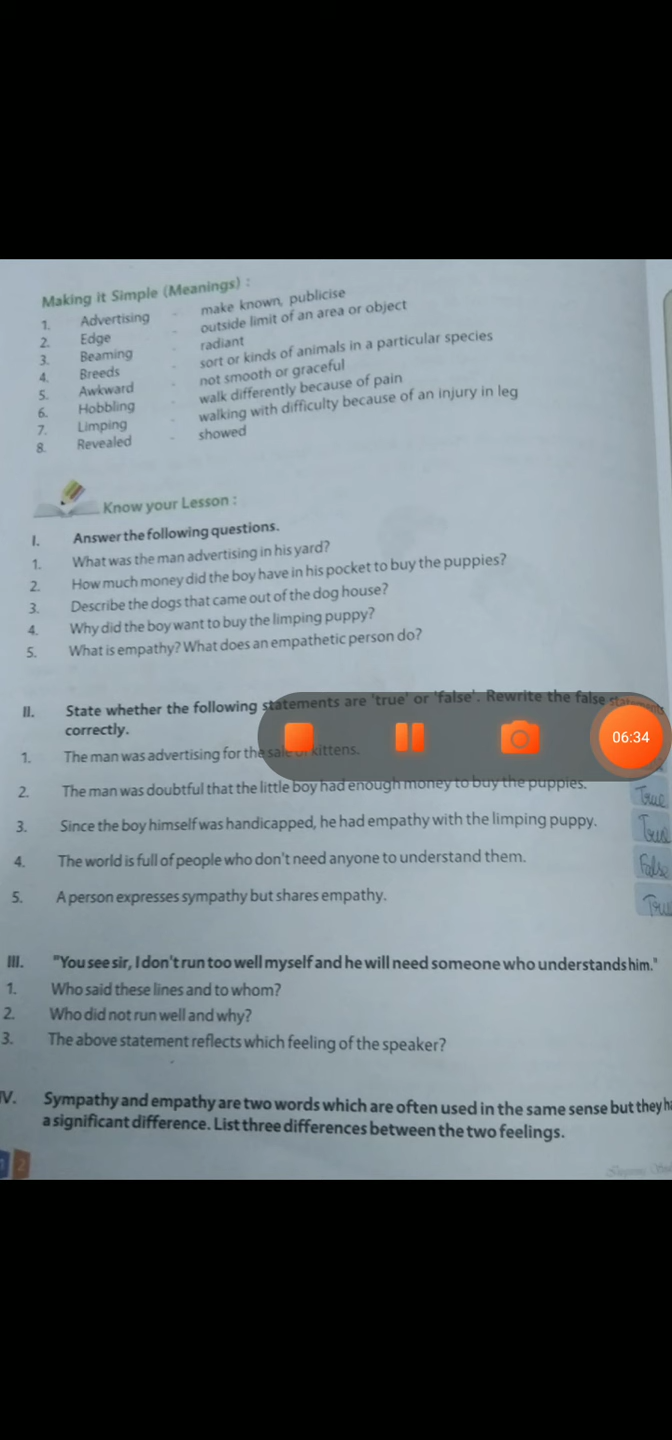 Making it Simple (Meanings) :
1. Advertising - make known, publicise
2. Edge - outside limit of an area or object
3. Beaming - radiant
4. Breeds - sort or kinds of animals in a particular species
5. Awkward - not smooth or graceful
6. Hobbling - walk differently because of pain
7. Limping - walking with difficulty because of an injury in leg
8. Revealed - showed
Know your Lesson :
I. Answer the following questions.
1. What was the man advertising in his yard?
2. How much money did the boy have in his pocket to buy the puppies?
3. Describe the dogs that came out of the dog house?
4. Why did the boy want to buy the limping puppy?
5. What is empathy? What does an empathetic person do?
II. State whether the following statements are 'true' or 'false'. Rewrite the false statements
correctly.
06:34
1. The man was advertising for the sale of kittens.
2. The man was doubtful that the little boy had enough money to buy the puppies. True
3. Since the boy himself was handicapped, he had empathy with the limping puppy. True
4. The world is full of people who don't need anyone to understand them. False
5. A person expresses sympathy but shares empathy. True
III. "You see sir, I don't run too well myself and he will need someone who understands him."
1. Who said these lines and to whom?
2. Who did not run well and why?
3. The above statement reflects which feeling of the speaker?
IV. Sympathy and empathy are two words which are often used in the same sense but they
a significant difference. List three differences between the two feelings.
12